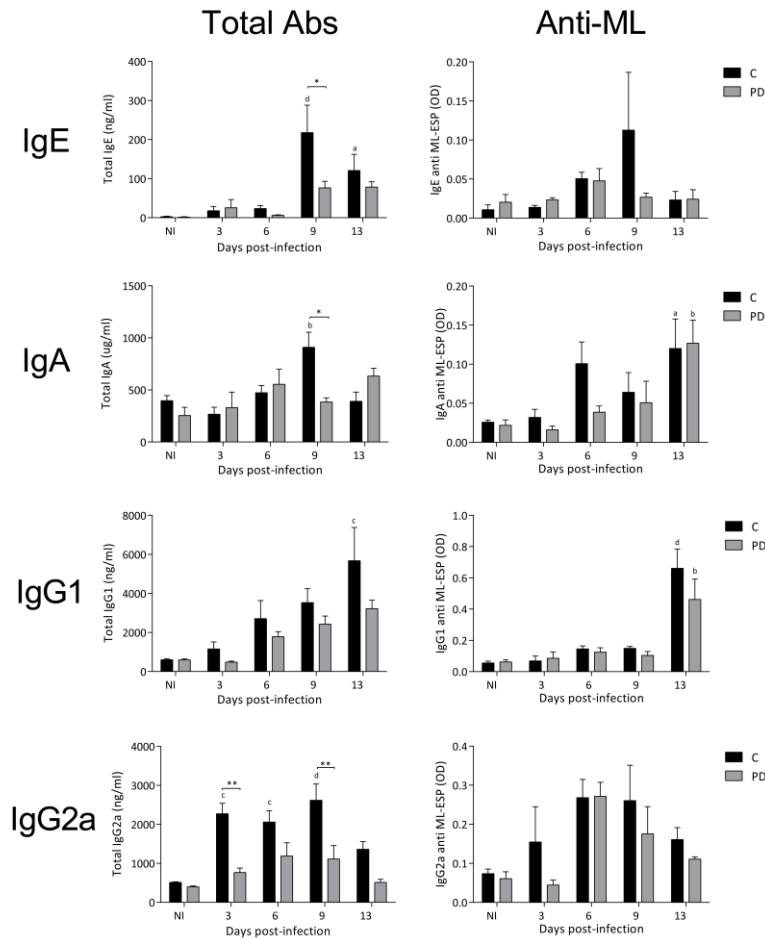 Total Abs
Anti-ML
IgE
Total IgE (ng/ml)
400
300
200
100
0
NI 3 6 9 13
Days post-infection
d
*
a
IgE anti ML-ESP (OD)
0.20
0.15
0.10
0.05
0.00
NI 3 6 9 13
Days post-infection
C
PD
IgA
Total IgA (ug/ml)
1500
1000
500
0
NI 3 6 9 13
Days post-infection
b
*
IgA anti ML-ESP (OD)
0.20
0.15
0.10
0.05
0.00
NI 3 6 9 13
Days post-infection
a
b
C
PD
IgG1
Total IgG1 (ng/ml)
8000
6000
4000
2000
0
NI 3 6 9 13
Days post-infection
c
IgG1 anti ML-ESP (OD)
1.0
0.8
0.6
0.4
0.2
0.0
NI 3 6 9 13
Days post-infection
d
b
C
PD
IgG2a
Total IgG2a (ng/ml)
4000
3000
2000
1000
0
NI 3 6 9 13
Days post-infection
c
**
c
d
**
IgG2a anti ML-ESP (OD)
0.4
0.3
0.2
0.1
0.0
NI 3 6 9 13
Days post-infection
C
PD